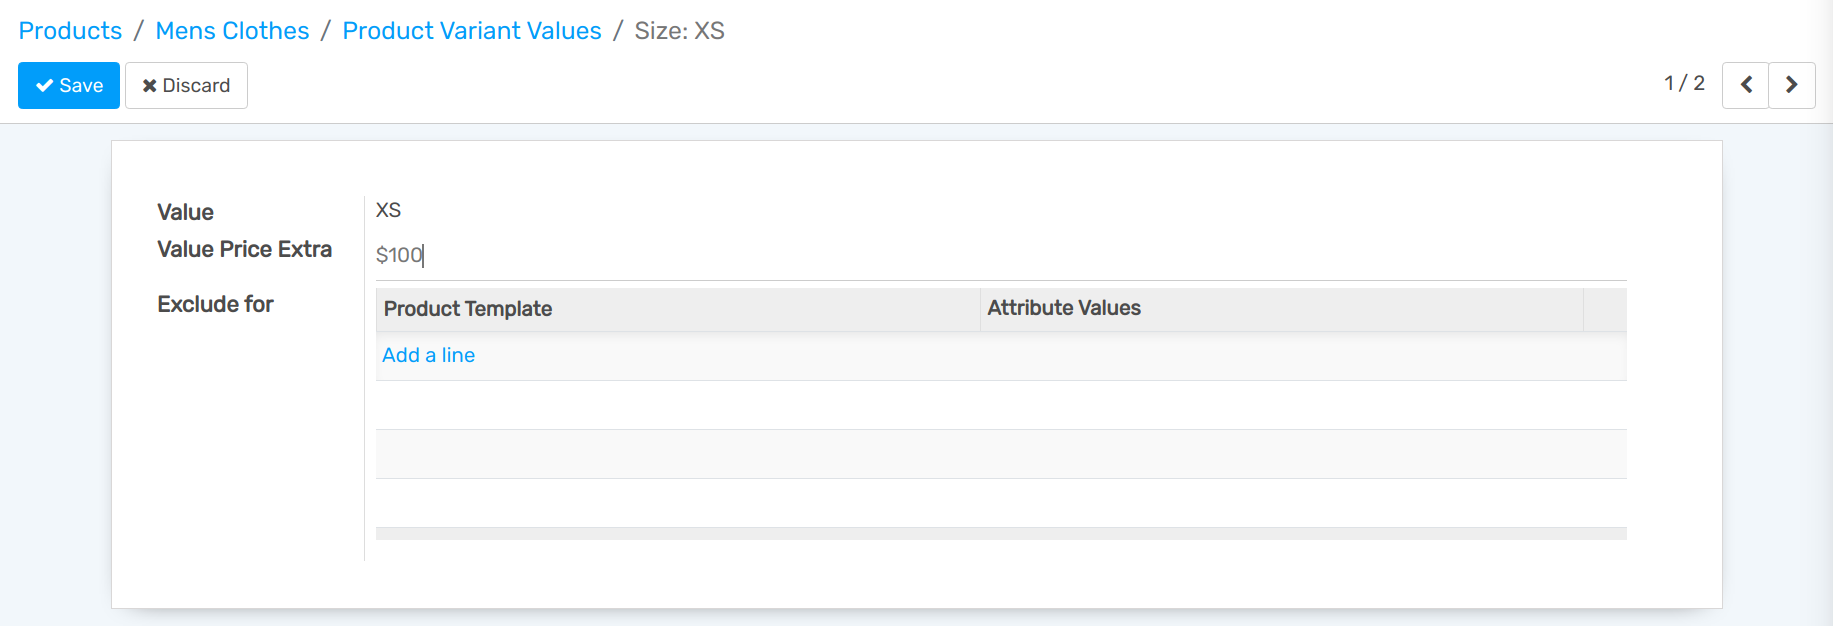 Products / Mens Clothes / Product Variant Values / Size: XS
Save Discard 1 / 2
Value XS
Value Price Extra $100
Exclude for Product Template Attribute Values
Add a line